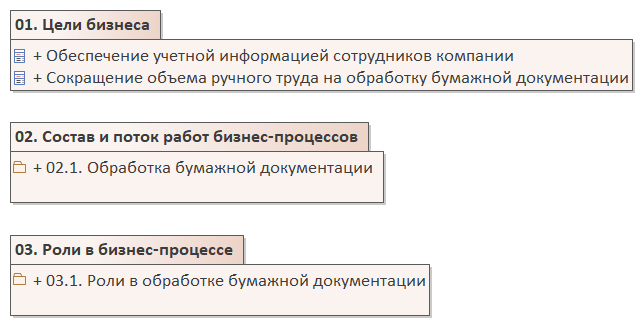 01. Цели бизнеса
+ Обеспечение учетной информацией сотрудников компании
+ Сокращение объема ручного труда на обработку бумажной документации
02. Состав и поток работ бизнес-процессов
+ 02.1. Обработка бумажной документации
03. Роли в бизнес-процессе
+ 03.1. Роли в обработке бумажной документации